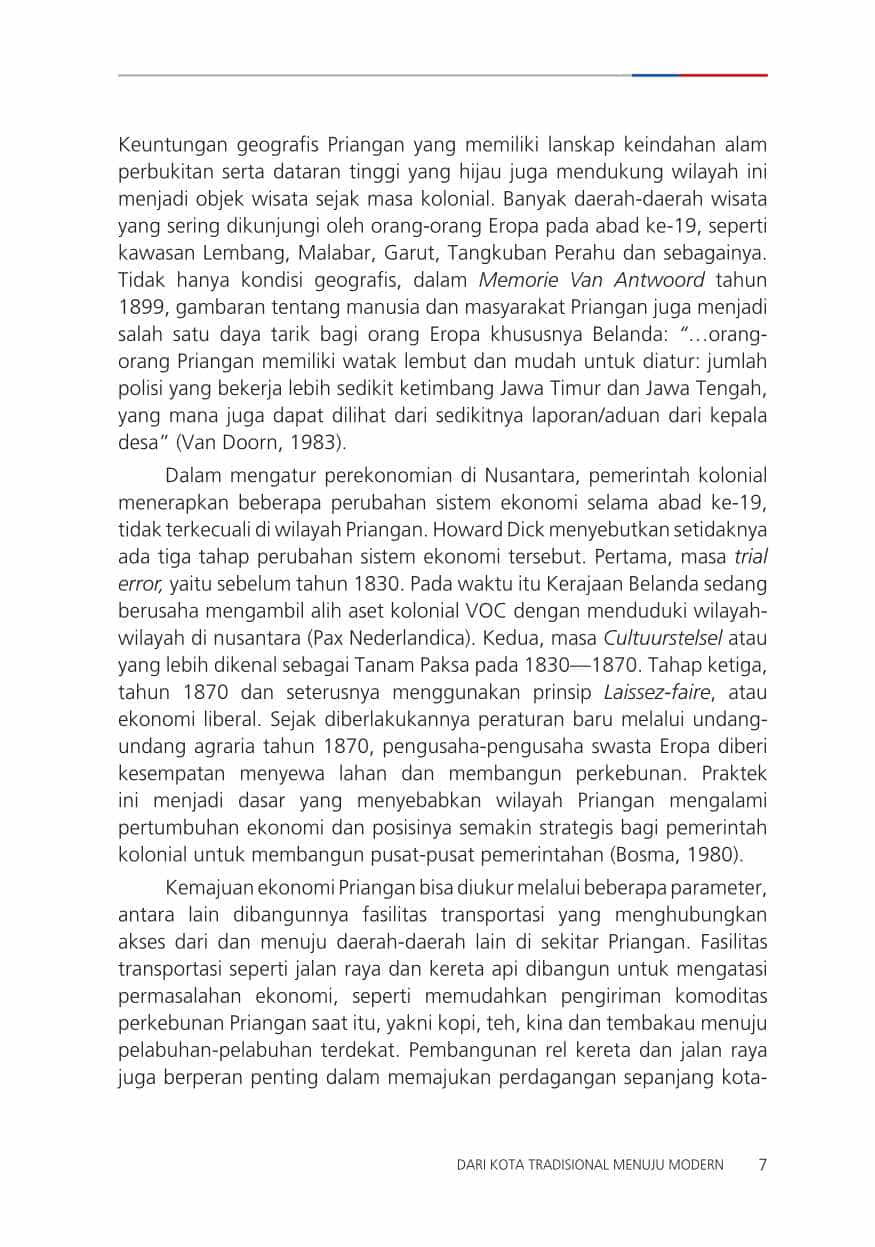 Keuntungan geografis Priangan yang memiliki lanskap keindahan alam
perbukitan serta dataran tinggi yang hijau juga mendukung wilayah ini
menjadi objek wisata sejak masa kolonial. Banyak daerah-daerah wisata
yang sering dikunjungi oleh orang-orang Eropa pada abad ke-19, seperti
kawasan Lembang, Malabar, Garut, Tangkuban Perahu dan sebagainya.
Tidak hanya kondisi geografis, dalam Memorie Van Antwoord tahun
1899, gambaran tentang manusia dan masyarakat Priangan juga menjadi
salah satu daya tarik bagi orang Eropa khususnya Belanda: “…orang-
orang Priangan memiliki watak lembut dan mudah untuk diatur: jumlah
polisi yang bekerja lebih sedikit ketimbang Jawa Timur dan Jawa Tengah,
yang mana juga dapat dilihat dari sedikitnya laporan/aduan dari kepala
desa” (Van Doorn, 1983).
Dalam mengatur perekonomian di Nusantara, pemerintah kolonial
menerapkan beberapa perubahan sistem ekonomi selama abad ke-19,
tidak terkecuali di wilayah Priangan. Howard Dick menyebutkan setidaknya
ada tiga tahap perubahan sistem ekonomi tersebut. Pertama, masa trial
error, yaitu sebelum tahun 1830. Pada waktu itu Kerajaan Belanda sedang
berusaha mengambil alih aset kolonial VOC dengan menduduki wilayah-
wilayah di nusantara (Pax Nederlandica). Kedua, masa Cultuurstelsel atau
yang lebih dikenal sebagai Tanam Paksa pada 1830—1870. Tahap ketiga,
tahun 1870 dan seterusnya menggunakan prinsip Laissez-faire, atau
ekonomi liberal. Sejak diberlakukannya peraturan baru melalui undang-
undang agraria tahun 1870, pengusaha-pengusaha swasta Eropa diberi
kesempatan menyewa lahan dan membangun perkebunan. Praktek
ini menjadi dasar yang menyebabkan wilayah Priangan mengalami
pertumbuhan ekonomi dan posisinya semakin strategis bagi pemerintah
kolonial untuk membangun pusat-pusat pemerintahan (Bosma, 1980).
Kemajuan ekonomi Priangan bisa diukur melalui beberapa parameter,
antara lain dibangunnya fasilitas transportasi yang menghubungkan
akses dari dan menuju daerah-daerah lain di sekitar Priangan. Fasilitas
transportasi seperti jalan raya dan kereta api dibangun untuk mengatasi
permasalahan ekonomi, seperti memudahkan pengiriman komoditas
perkebunan Priangan saat itu, yakni kopi, teh, kina dan tembakau menuju
pelabuhan-pelabuhan terdekat. Pembangunan rel kereta dan jalan raya
juga berperan penting dalam memajukan perdagangan sepanjang kota-
DARI KOTA TRADISIONAL MENUJU MODERN 7